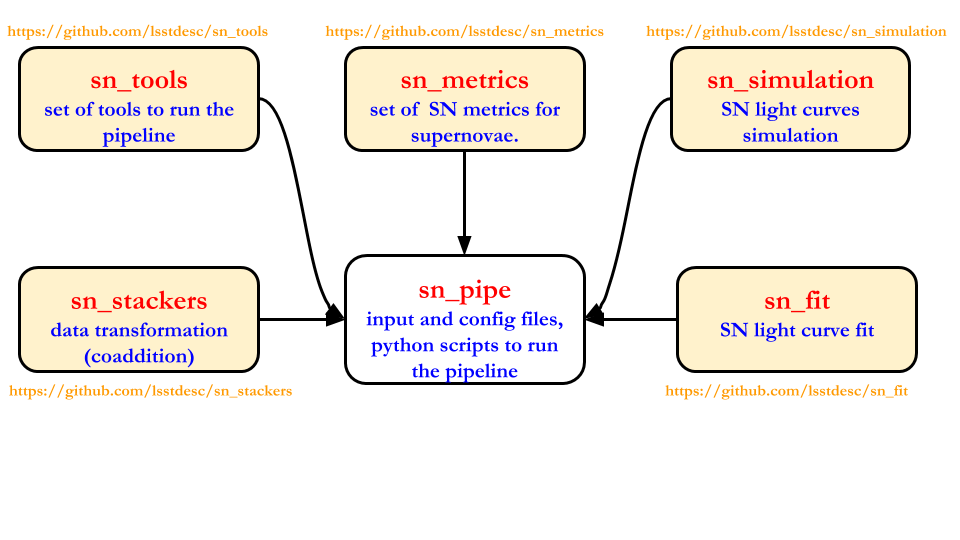 https://github.com/lsstdesc/sn_tools
sn_tools
set of tools to run the
pipeline
https://github.com/lsstdesc/sn_metrics
sn_metrics
set of  SN metrics for
supernovae.
https://github.com/lsstdesc/sn_simulation
sn_simulation
SN light curves
simulation
sn_stackers
data transformation
(coaddition)
https://github.com/lsstdesc/sn_stackers
sn_pipe
input and config files,
python scripts to run
the pipeline
sn_fit
SN light curve fit
https://github.com/lsstdesc/sn_fit